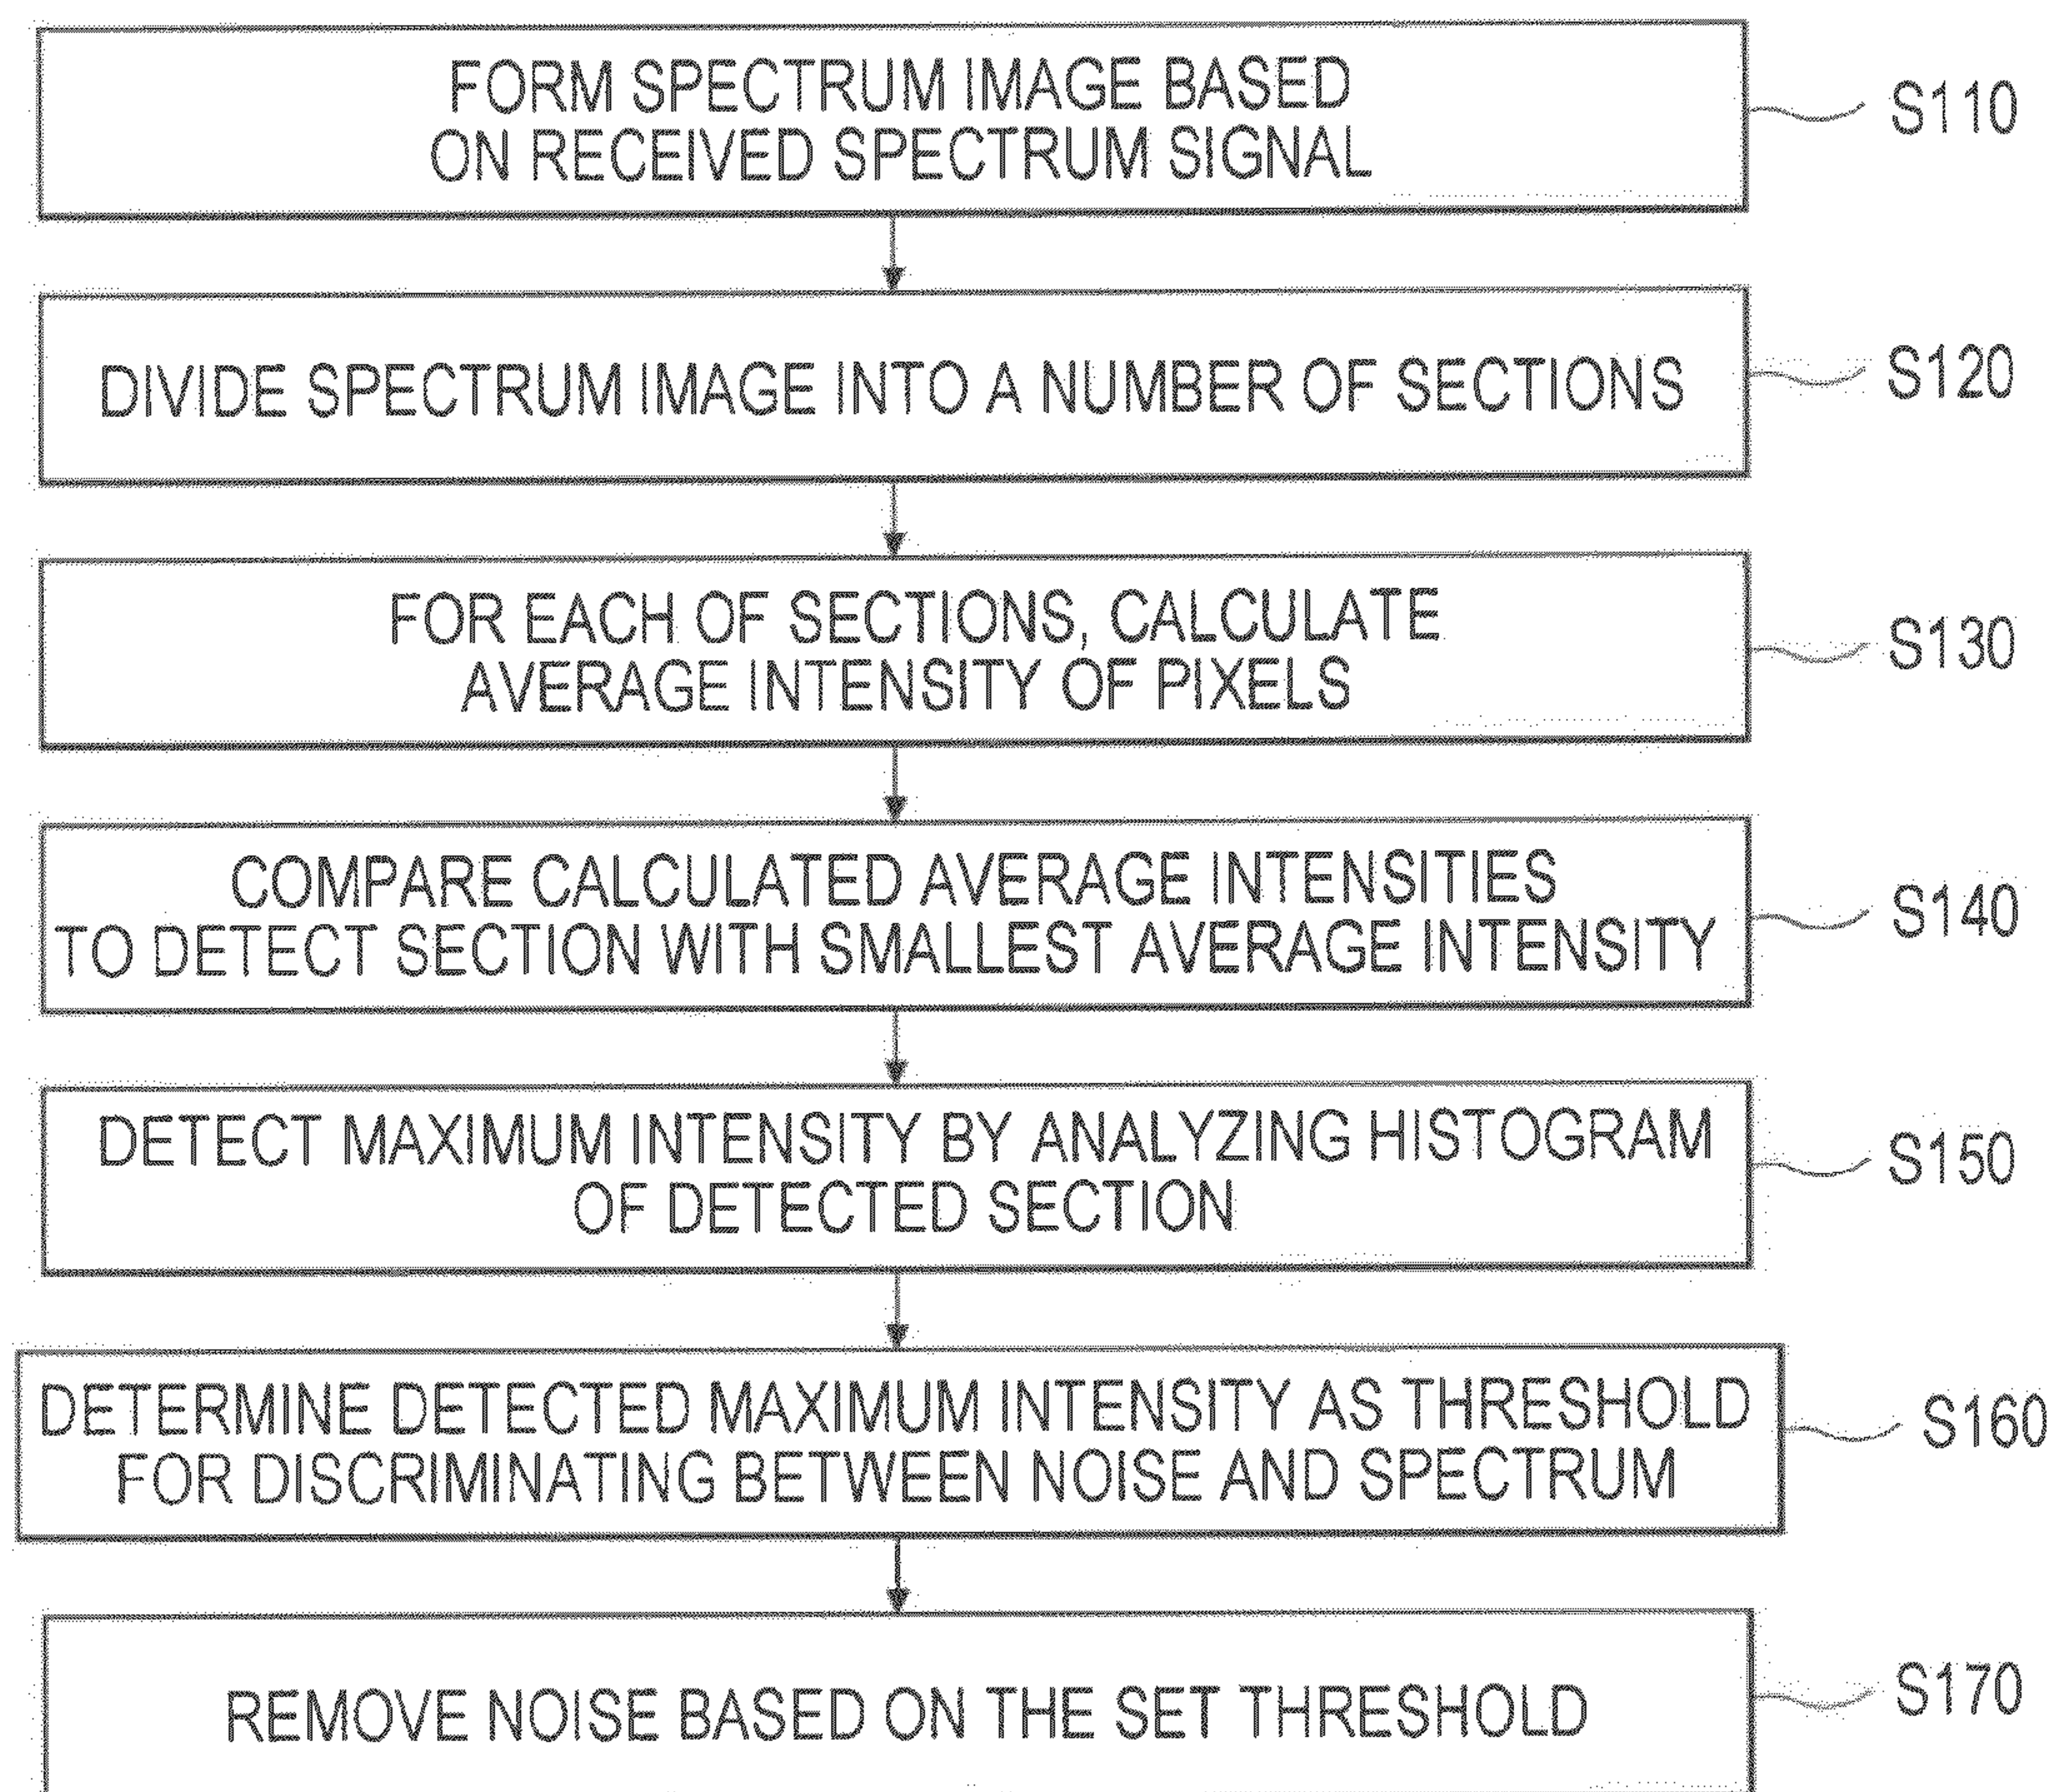 FORM SPECTRUM IMAGE BASED
ON RECEIVED SPECTRUM SIGNAL
S110
DIVIDE SPECTRUM IMAGE INTO A NUMBER OF SECTIONS
S120
FOR EACH OF SECTIONS, CALCULATE
AVERAGE INTENSITY OF PIXELS
S130
COMPARE CALCULATED AVERAGE INTENSITIES
TO DETECT SECTION WITH SMALLEST AVERAGE INTENSITY
S140
DETECT MAXIMUM INTENSITY BY ANALYZING HISTOGRAM
OF DETECTED SECTION
S150
DETERMINE DETECTED MAXIMUM INTENSITY AS THRESHOLD
FOR DISCRIMINATING BETWEEN NOISE AND SPECTRUM
S160
REMOVE NOISE BASED ON THE SET THRESHOLD
S170